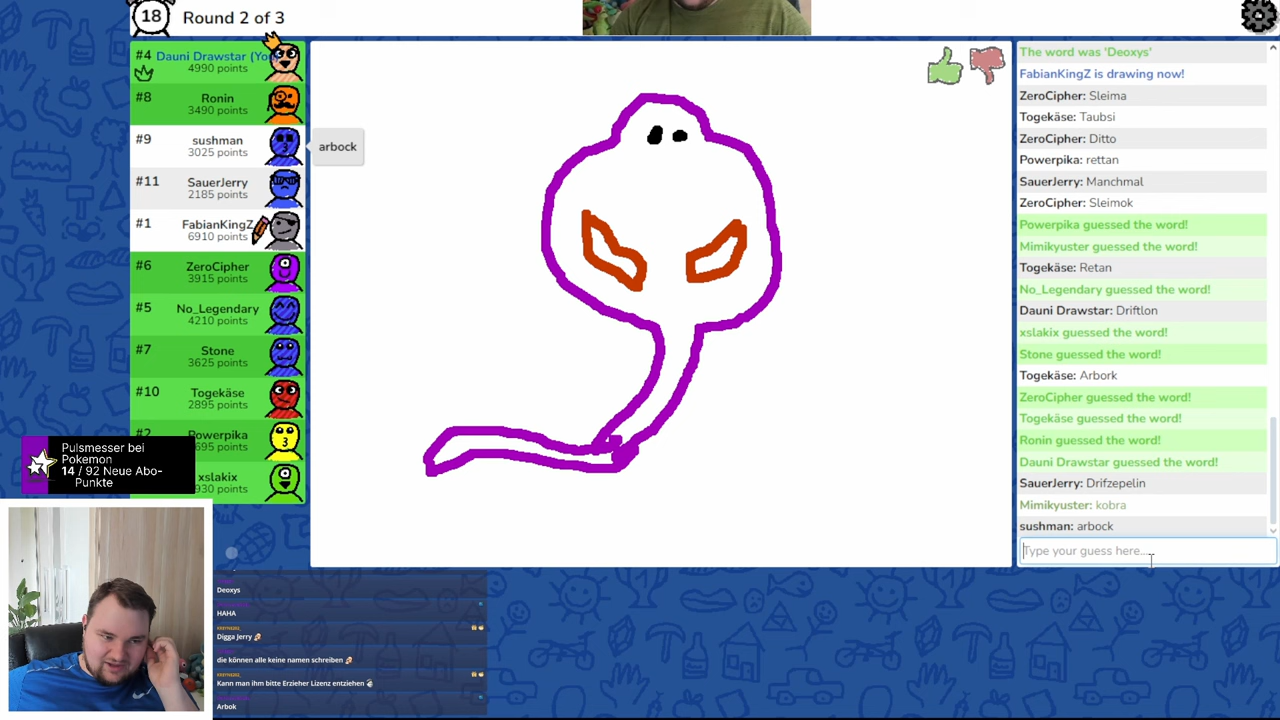 18
Round 2 of 3
#4
Dauni Drawstar (You)
4990 points
#8
Ronin
3490 points
#9
sushman
3025 points
arbock
#11
SauerJerry
2185 points
#1
FabianKingZ
6910 points
#6
ZeroCipher
3915 points
#5
No_Legendary
4210 points
#7
Stone
3625 points
#10
Togekäse
2895 points
#2
Powerpika
695 points
xslakix
930 points
Pulsmesser bei
Pokemon
14 / 92 Neue Abo-
Punkte
The word was 'Deoxys'
FabianKingZ is drawing now!
ZeroCipher: Sleima
Togekäse: Taubsi
ZeroCipher: Ditto
Powerpika: rettan
SauerJerry: Manchmal
ZeroCipher: Sleimok
Powerpika guessed the word!
Mimikyuster guessed the word!
Togekäse: Retan
No_Legendary guessed the word!
Dauni Drawstar: Driftlon
xslakix guessed the word!
Stone guessed the word!
Togekäse: Arbork
ZeroCipher guessed the word!
Togekäse guessed the word!
Ronin guessed the word!
Dauni Drawstar guessed the word!
SauerJerry: Drifzepelin
Mimikyuster: kobra
sushman: arbock
Type your guess here...
Deoxys
HAHA
Digga Jerry
die können alle keine namen schreiben
Kann man ihm bitte Erzieher Lizenz entziehen
Arbok